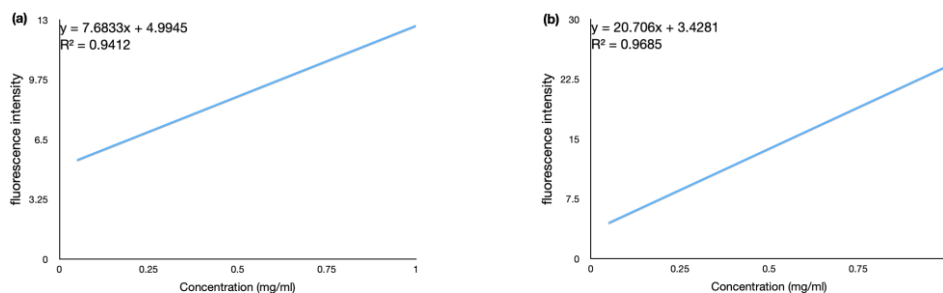 (a)
y = 7.6833x + 4.9945
R² = 0.9412
13
9.75
6.5
3.25
0
fluorescence intensity
0 0.25 0.5 0.75 1
Concentration (mg/ml)
(b)
y = 20.706x + 3.4281
R² = 0.9685
30
22.5
15
7.5
0
fluorescence intensity
0 0.25 0.5 0.75
Concentration (mg/ml)